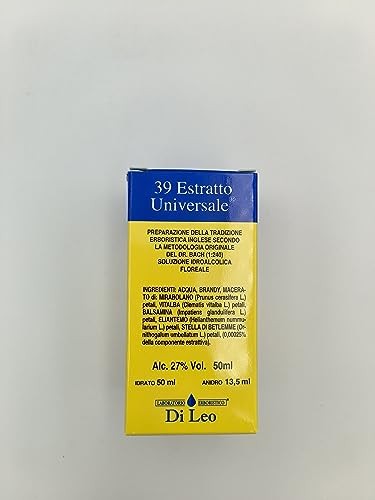 39 Estratto
Universale®
PREPARAZIONE DELLA TRADIZIONE
ERBORISTICA INGLESE SECONDO
LA METODOLOGIA ORIGINALE
DEL DR. BACH (1:240)
SOLUZIONE IDROALCOLICA
FLOREALE
INGREDIENTI: ACQUA, BRANDY, MACERA-
TO di: MIRABOLANO (Prunus cerasifera L.)
petali, VITALBA (Clematis vitalba L.) petali,
BALSAMINA (Impatiens glandulifera L.)
petali, ELIANTEMO (Helianthemum nummu-
larium L.) petali, STELLA DI BETLEMME (Or-
nithogalum umbellatum L.) petali, (0,00025%
della componente estrattiva).
Alc. 27% Vol. 50ml
IDRATO 50 ml ANIDRO 13,5 ml
LABORATORIO ERBORISTICO®
Di Leo